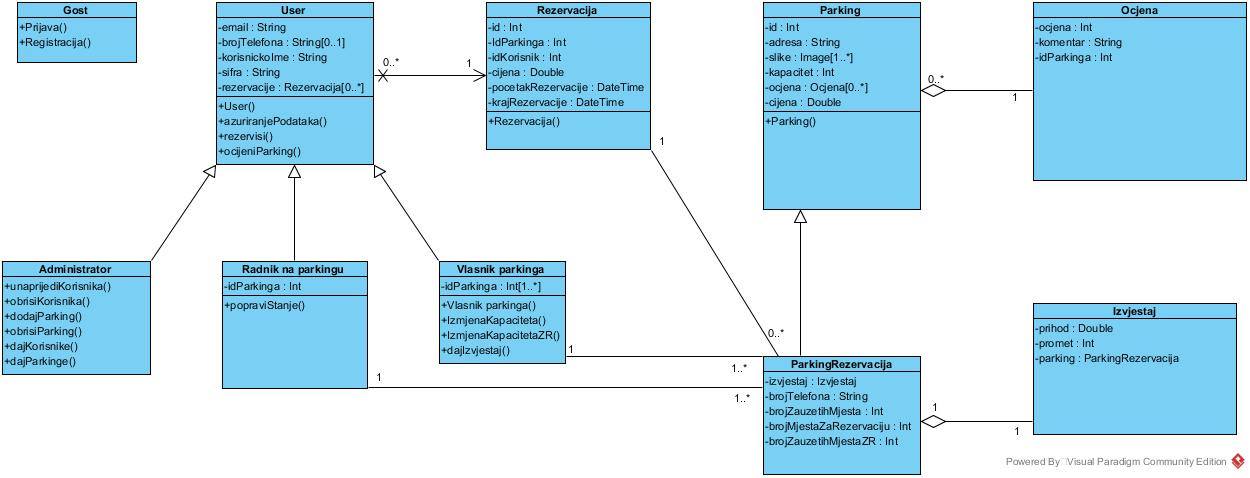 Gost
+Prijava()
+Registracija()
User
-email : String
-brojTelefona : String[0..1]
-korisnickoIme : String
-sifra : String
-rezervacije : Rezervacija[0..*]
+User()
+azuriranjePodataka()
+rezervisi()
+ocijeniParking()
0..*
1
Rezervacija
-id : Int
-IdParkinga : Int
-idKorisnik : Int
-cijena : Double
-pocetakRezervacije : DateTime
-krajRezervacije : DateTime
+Rezervacija()
1
Parking
-id : Int
-adresa : String
-slike : Image[1..*]
-kapacitet : Int
-ocjena : Ocjena[0..*]
-cijena : Double
+Parking()
0..*
1
Ocjena
-ocjena : Int
-komentar : String
-idParkinga : Int
Administrator
+unaprijediKorisnika()
+obrisiKorisnika()
+dodajParking()
+obrisiParking()
+dajKorisnike()
+dajParkinge()
Radnik na parkingu
-idParkinga : Int
+popraviStanje()
1
Vlasnik parkinga
-idParkinga : Int[1..*]
+Vlasnik parkinga()
+IzmjenaKapaciteta()
+IzmjenaKapacitetaZR()
+dajIzvjestaj()
1
0..*
1..*
1..*
ParkingRezervacija
-izvjestaj : Izvjestaj
-brojTelefona : String
-brojZauzetihMjesta : Int
-brojMjestaZaRezervaciju : Int
-brojZauzetihMjestaZR : Int
1
1
Izvjestaj
-prihod : Double
-promet : Int
-parking : ParkingRezervacija
Powered By Visual Paradigm Community Edition